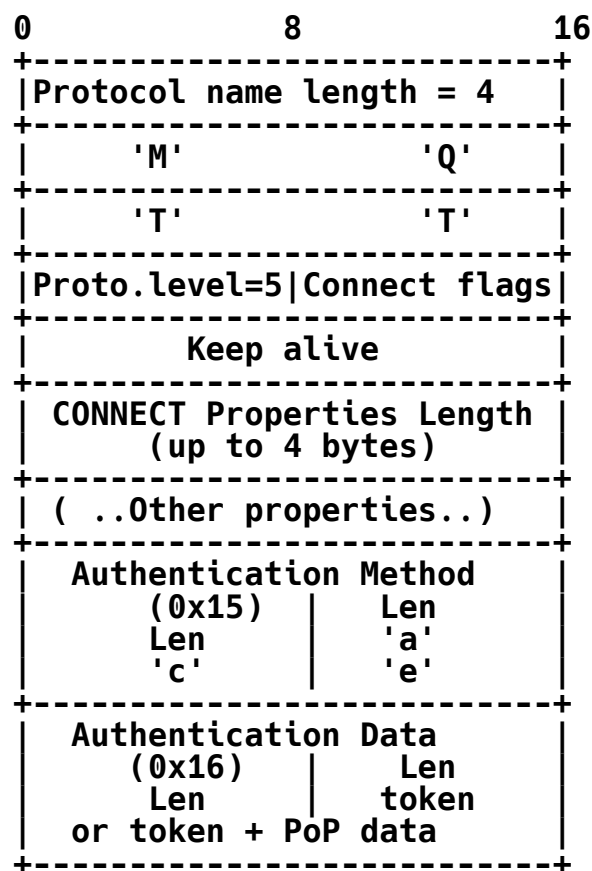 0 8 16
+---------------------------+
|Protocol name length = 4 |
+---------------------------+
| 'M' 'Q' |
+---------------------------+
| 'T' 'T' |
+---------------------------+
|Proto.level=5|Connect flags|
+---------------------------+
| Keep alive |
+---------------------------+
| CONNECT Properties Length |
| (up to 4 bytes) |
+---------------------------+
| ( ..Other properties..) |
+---------------------------+
| Authentication Method |
| (0x15) | Len |
| Len | 'a' |
| 'c' | 'e' |
+---------------------------+
| Authentication Data |
| (0x16) | Len |
| Len | token |
| or token + PoP data |
+---------------------------+